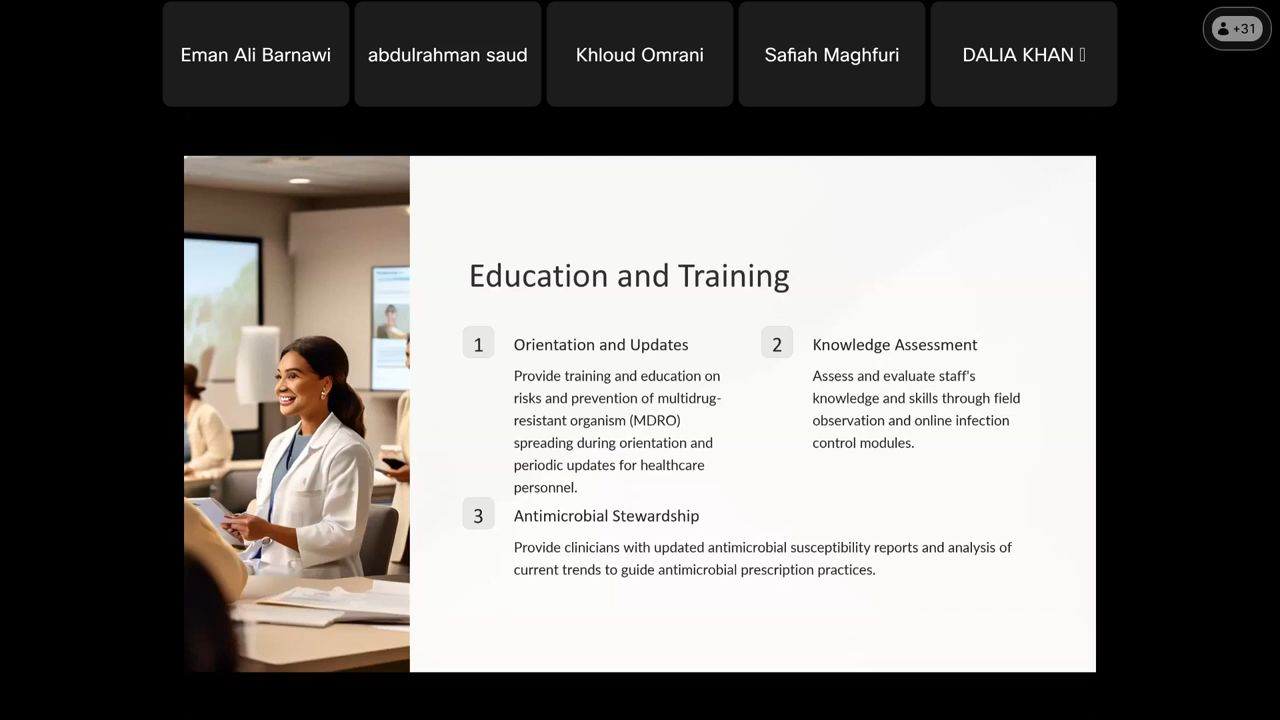 Eman Ali Barnawi
abdulrahman saud
Khloud Omrani
Safiah Maghfuri
DALIA KHAN
+31
Education and Training
1
Orientation and Updates
Provide training and education on
risks and prevention of multidrug-
resistant organism (MDRO)
spreading during orientation and
periodic updates for healthcare
personnel.
2
Knowledge Assessment
Assess and evaluate staff's
knowledge and skills through field
observation and online infection
control modules.
3
Antimicrobial Stewardship
Provide clinicians with updated antimicrobial susceptibility reports and analysis of
current trends to guide antimicrobial prescription practices.